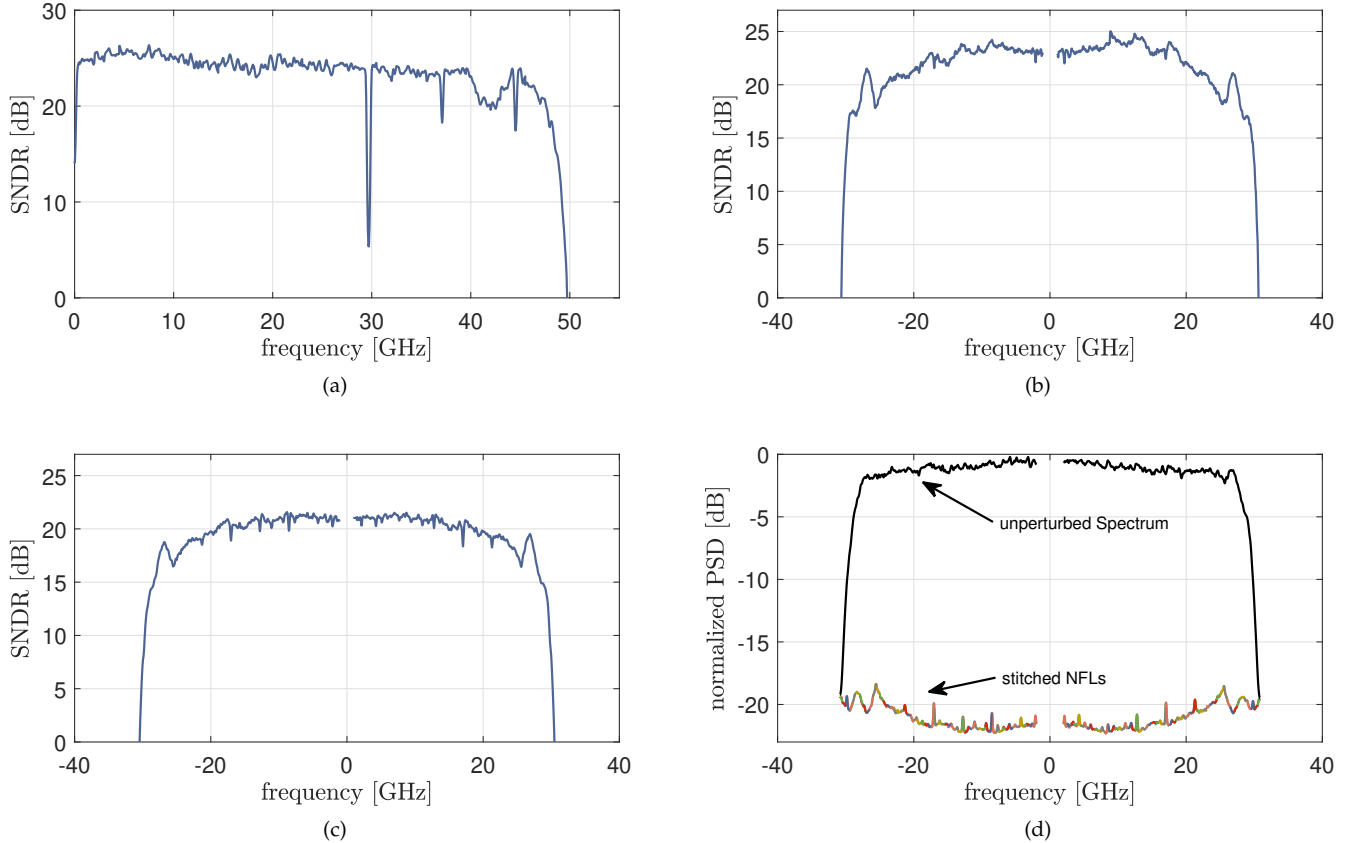 30
20
10
0
SNDR [dB]
0 10 20 30 40 50
frequency [GHz]
(a)
25
20
15
10
5
0
SNDR [dB]
-40 -20 0 20 40
frequency [GHz]
(b)
25
20
15
10
5
0
SNDR [dB]
-40 -20 0 20 40
frequency [GHz]
(c)
0
-5
-10
-15
-20
normalized PSD [dB]
unperturbed Spectrum
stitched NFLs
-40 -20 0 20 40
frequency [GHz]
(d)